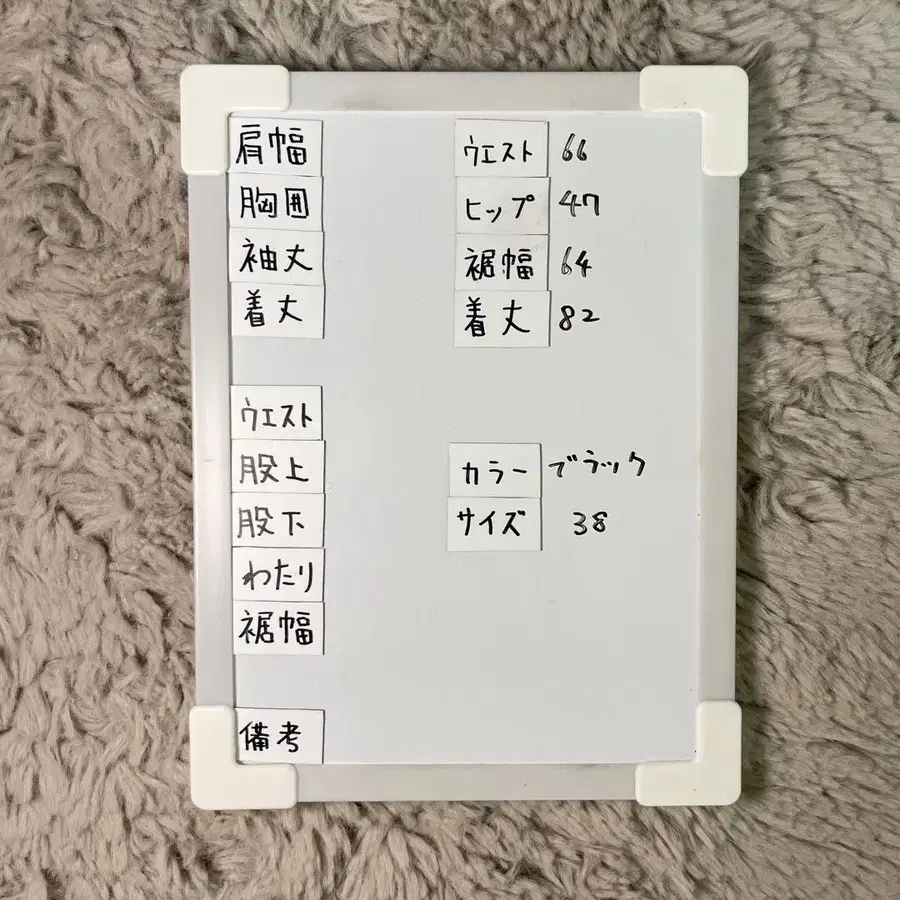 肩幅
胸囲
袖丈
着丈
ウエスト
股上
股下
わたり
裾幅
備考
ウエスト 66
ヒップ 47
裾幅 64
着丈 82
カラー ブラック
サイズ 38